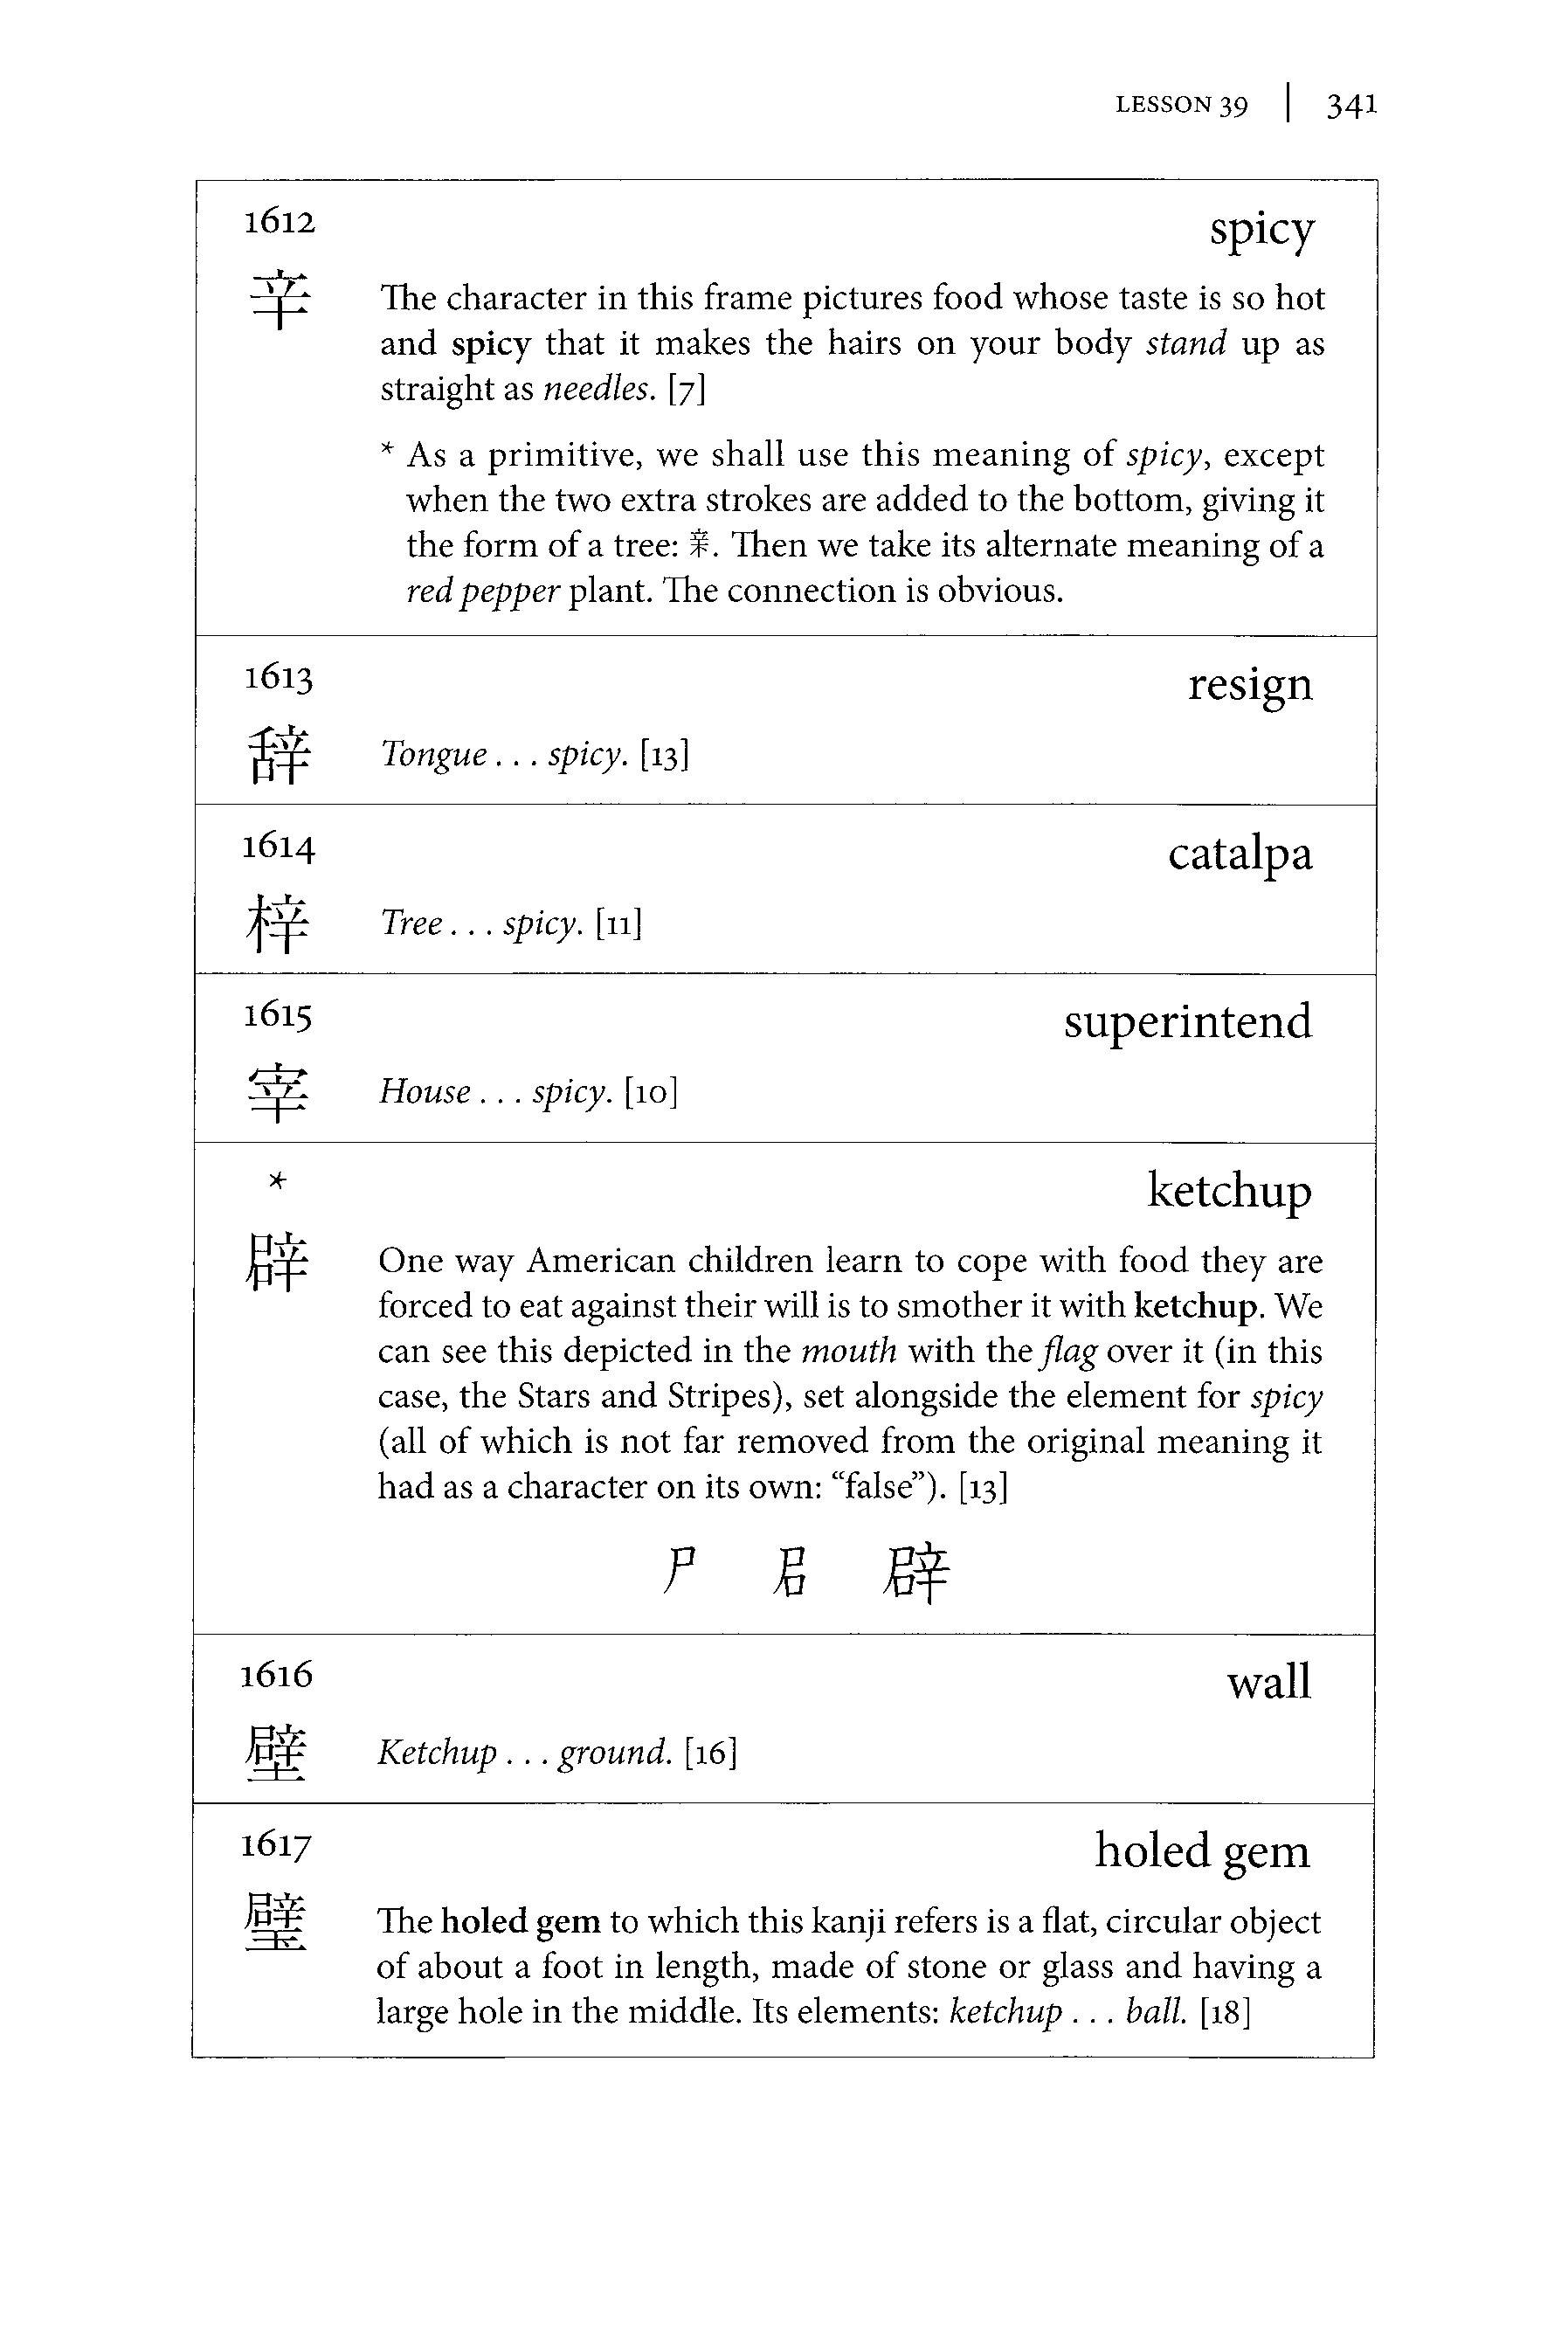 LESSON 39 | 341
1612
spicy
辛
The character in this frame pictures food whose taste is so hot
and spicy that it makes the hairs on your body stand up as
straight as needles. [7]
* As a primitive, we shall use this meaning of spicy, except
when the two extra strokes are added to the bottom, giving it
the form of a tree: 𣓀. Then we take its alternate meaning of a
red pepper plant. The connection is obvious.
1613
resign
辞
Tongue . . . spicy. [13]
1614
catalpa
梓
Tree . . . spicy. [11]
1615
superintend
宰
House . . . spicy. [10]
*
ketchup
辟
One way American children learn to cope with food they are
forced to eat against their will is to smother it with ketchup. We
can see this depicted in the mouth with the flag over it (in this
case, the Stars and Stripes), set alongside the element for spicy
(all of which is not far removed from the original meaning it
had as a character on its own: “false”). [13]
尸 𠯋 辟
1616
wall
壁
Ketchup . . . ground. [16]
1617
holed gem
璧
The holed gem to which this kanji refers is a flat, circular object
of about a foot in length, made of stone or glass and having a
large hole in the middle. Its elements: ketchup . . . ball. [18]